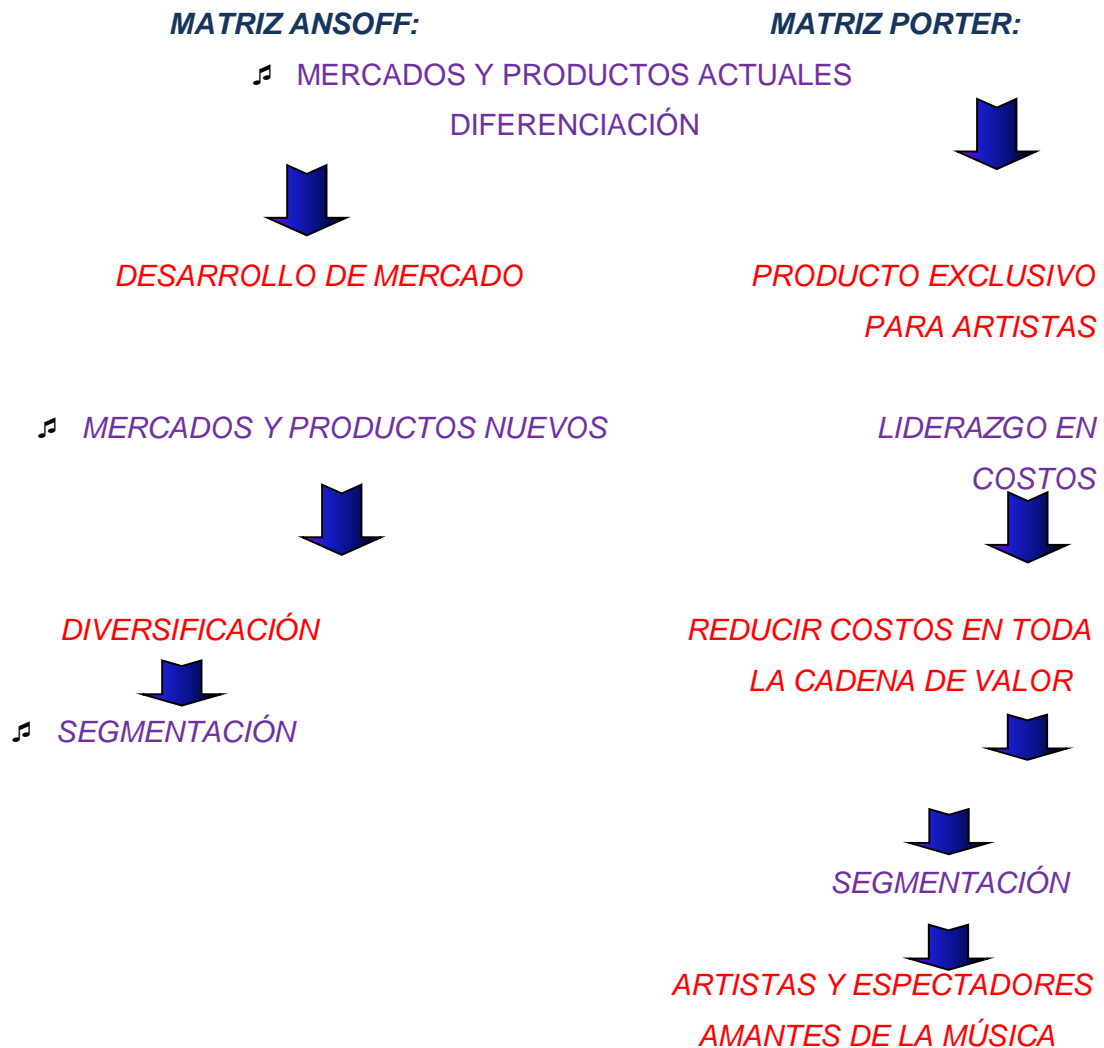 MATRIZ ANSOFF: MATRIZ PORTER:
♫ MERCADOS Y PRODUCTOS ACTUALES
DIFERENCIACIÓN
DESARROLLO DE MERCADO PRODUCTO EXCLUSIVO
PARA ARTISTAS
♫ MERCADOS Y PRODUCTOS NUEVOS LIDERAZGO EN
COSTOS
DIVERSIFICACIÓN REDUCIR COSTOS EN TODA
LA CADENA DE VALOR
♫ SEGMENTACIÓN
SEGMENTACIÓN
ARTISTAS Y ESPECTADORES
AMANTES DE LA MÚSICA